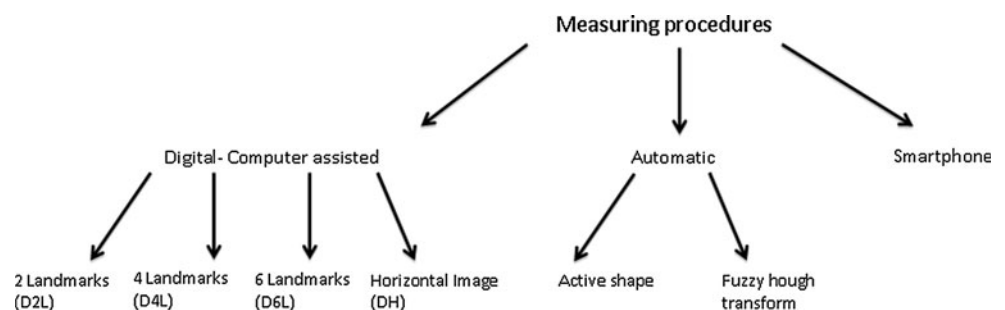 Measuring procedures
Digital- Computer assisted
Automatic
Smartphone
2 Landmarks
(D2L)
4 Landmarks
(D4L)
6 Landmarks
(D6L)
Horizontal Image
(DH)
Active shape
Fuzzy hough
transform